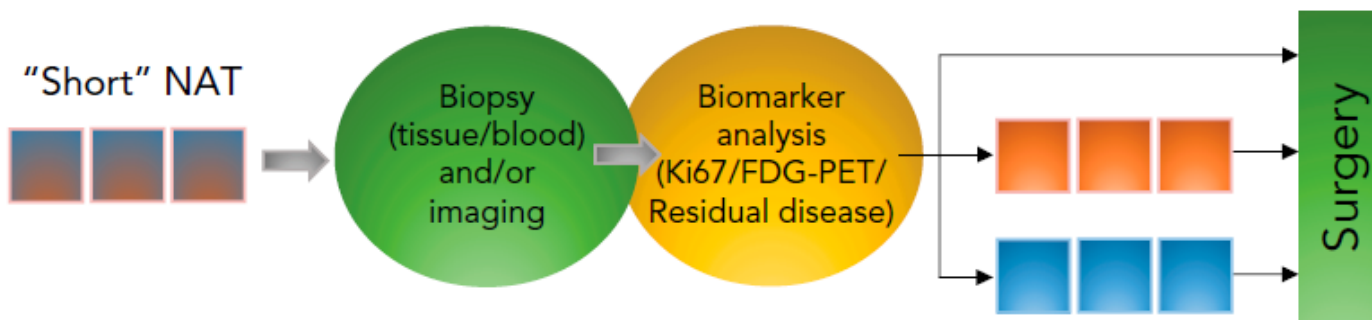 “Short” NAT
Biopsy
(tissue/blood)
and/or
imaging
Biomarker
analysis
(Ki67/FDG-PET/
Residual disease)
Surgery